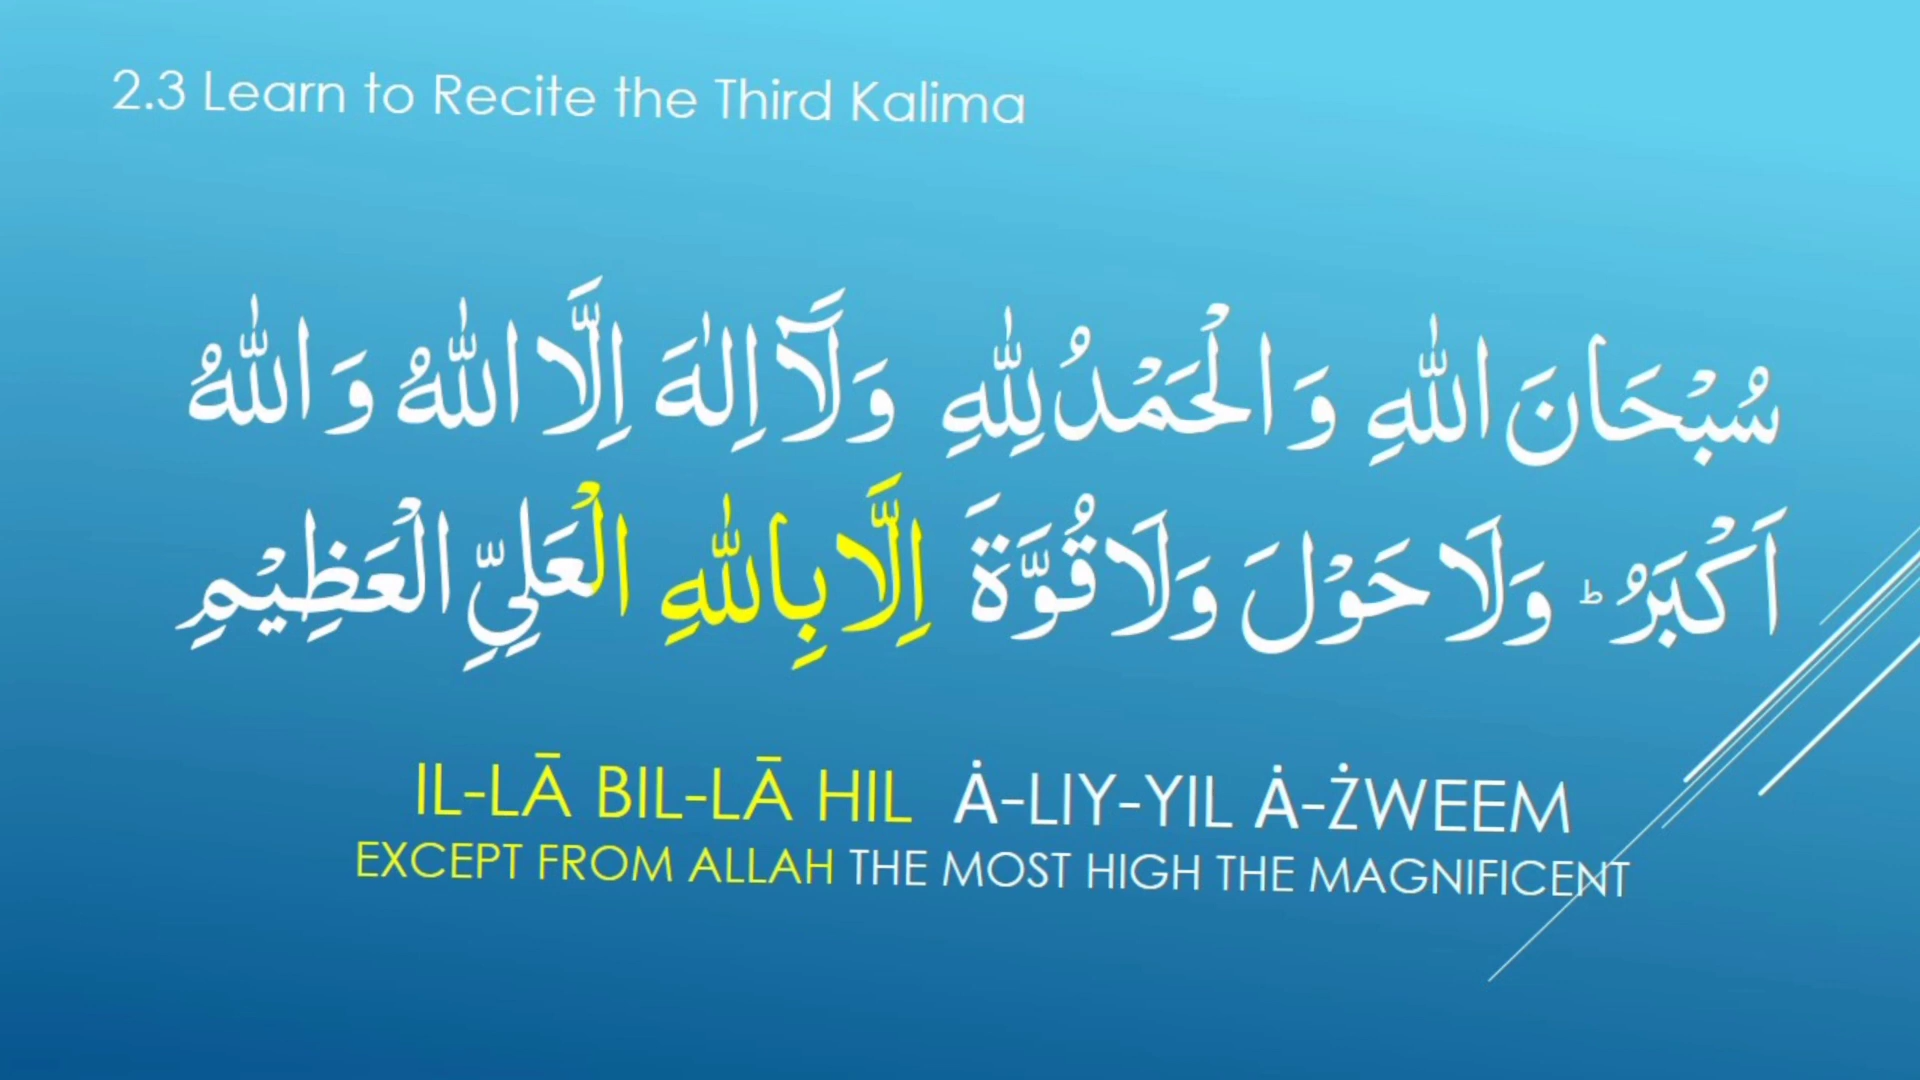 2.3 Learn to Recite the Third Kalima
سُبْحَانَ اللّٰهِ وَ الْحَمْدُ لِلّٰهِ وَلَآ اِلٰهَ اِلَّا اللّٰهُ وَ اللّٰهُ
اَكْبَرُ ؕ وَلَا حَوْلَ وَلَا قُوَّةَ اِلَّا بِاللّٰهِ الْعَلِيِّ الْعَظِيْمِ
IL-LĀ BIL-LĀ HIL Ȧ-LIY-YIL Ȧ-ŻWEEM
EXCEPT FROM ALLAH THE MOST HIGH THE MAGNIFICENT